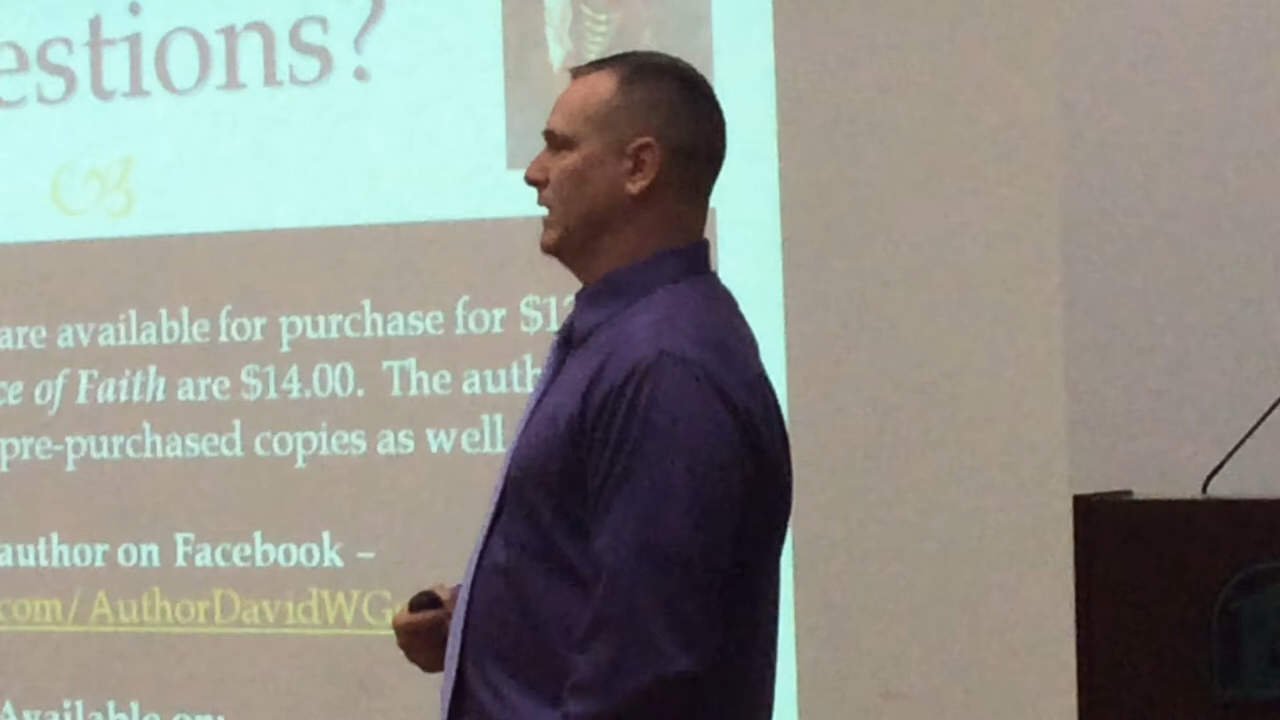 estions?
are available for purchase for $1
ce of Faith are $14.00. The auth
pre-purchased copies as well
author on Facebook –
com/AuthorDavidWG
Available on: